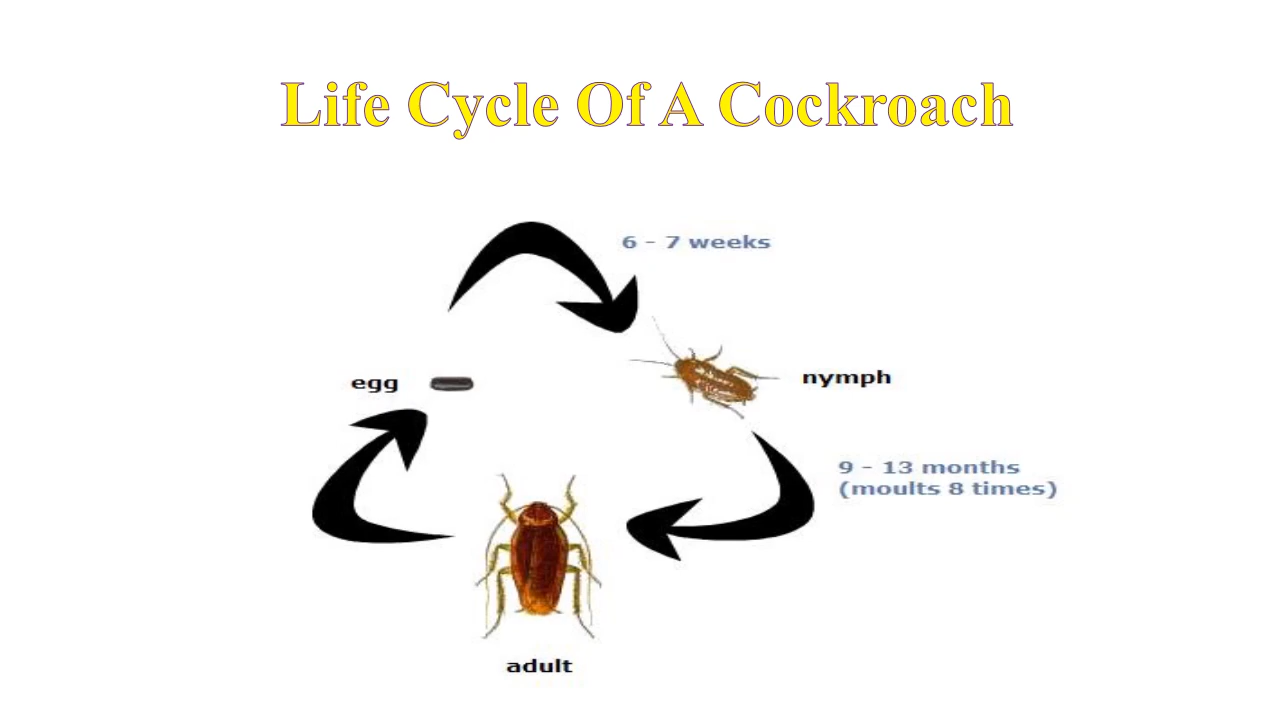 Life Cycle Of A Cockroach
6 - 7 weeks
egg
nymph
9 - 13 months
(moults 8 times)
adult